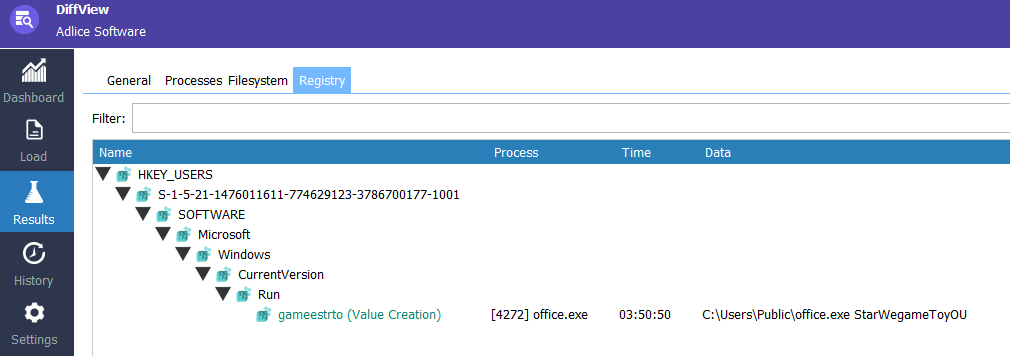 DiffView
Adlice Software
Dashboard
Load
Results
History
Settings
General Processes Filesystem Registry
Filter:
Name Process Time Data
HKEY_USERS
S-1-5-21-1476011611-774629123-3786700177-1001
SOFTWARE
Microsoft
Windows
CurrentVersion
Run
gameestrto (Value Creation) [4272] office.exe 03:50:50 C:\Users\Public\office.exe StarWegameToyOU